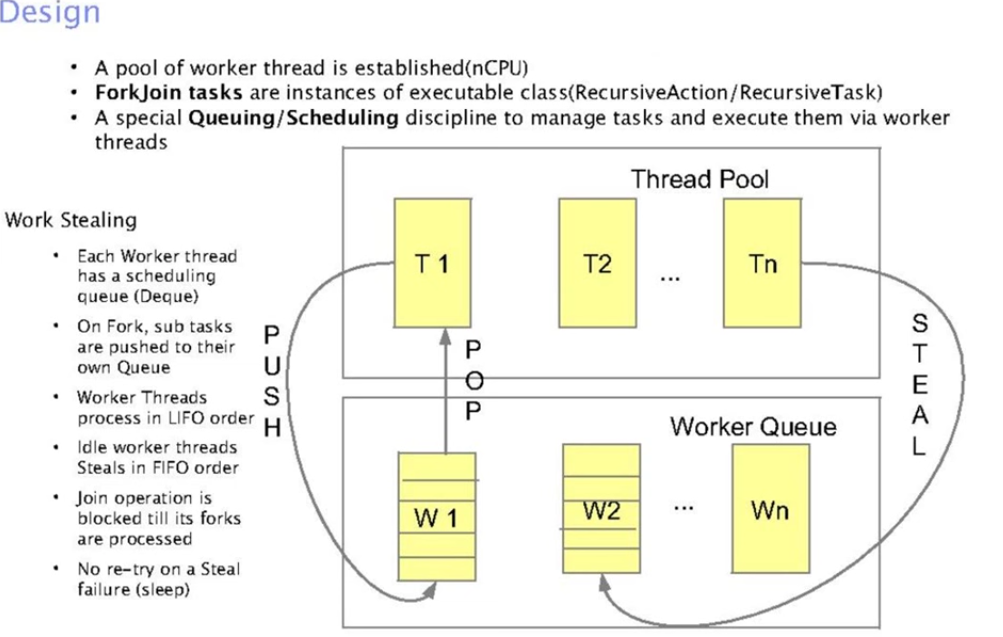 Design
• A pool of worker thread is established(nCPU)
• ForkJoin tasks are instances of executable class(RecursiveAction/RecursiveTask)
• A special Queuing/Scheduling discipline to manage tasks and execute them via worker
threads
Work Stealing
• Each Worker thread
has a scheduling
queue (Deque)
• On Fork, sub tasks
are pushed to their
own Queue
• Worker Threads
process in LIFO order
• Idle worker threads
Steals in FIFO order
• Join operation is
blocked till its forks
are processed
• No re-try on a Steal
failure (sleep)
Thread Pool
T 1
T2
...
Tn
PUSH
POP
STEAL
Worker Queue
W 1
W2
...
Wn